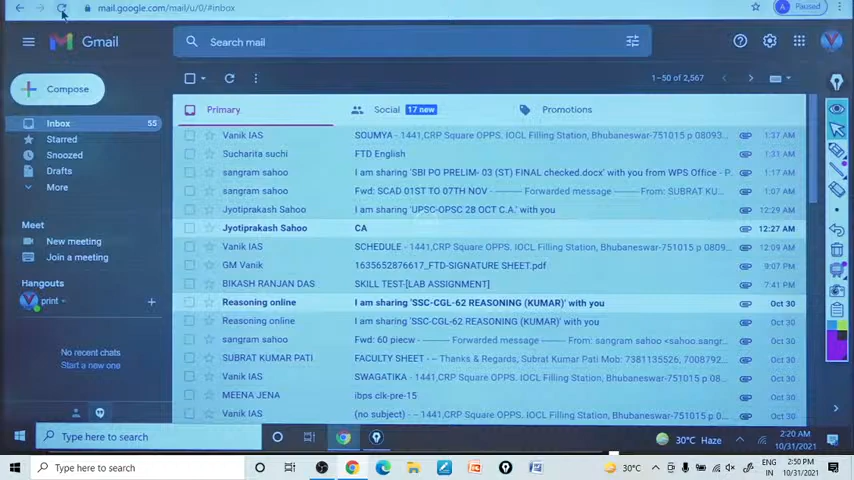 mail.google.com/mail/u/0/#inbox
A Paused
Gmail
Search mail
Compose
1-50 of 2,567
Primary
Social 17 new
Promotions
Inbox 55
Starred
Snoozed
Drafts
More
Meet
New meeting
Join a meeting
Hangouts
print
No recent chats
Start a new one
Vanik IAS SOUMYA - 1441,CRP Square OPPS. IOCL Filling Station, Bhubaneswar-751015 p 08093... 1:37 AM
Sucharita suchi FTD English 1:31 AM
sangram sahoo I am sharing 'SBI PO PRELIM- 03 (ST) FINAL checked.docx' with you from WPS Office - P... 1:17 AM
sangram sahoo Fwd: SCAD 01ST TO 07TH NOV - Forwarded message From: SUBRAT KU... 1:07 AM
Jyotiprakash Sahoo I am sharing 'UPSC-OPSC 28 OCT C.A.' with you 12:29 AM
Jyotiprakash Sahoo CA 12:27 AM
Vanik IAS SCHEDULE - 1441,CRP Square OPPS. IOCL Filling Station, Bhubaneswar-751015 p 0809... 12:09 AM
GM Vanik 1635652876617_FTD-SIGNATURE SHEET.pdf 9:07 PM
BIKASH RANJAN DAS SKILL TEST-[LAB ASSIGNMENT] 7:41 PM
Reasoning online I am sharing 'SSC-CGL-62 REASONING (KUMAR)' with you Oct 30
Reasoning online I am sharing 'SSC-CGL-62 REASONING (KUMAR)' with you Oct 30
sangram sahoo Fwd: 60 piecw - Forwarded message From: sangram sahoo <sahoo.sangr... Oct 30
SUBRAT KUMAR PATI FACULTY SHEET - Thanks & Regards, Subrat Kumar Pati Mob: 7381135526, 7008792... Oct 30
Vanik IAS SWAGATIKA - 1441,CRP Square OPPS. IOCL Filling Station, Bhubaneswar-751015 p 0809... Oct 30
MEENA JENA ibps clk-pre-15 Oct 30
Vanik IAS (no subject) - 1441,CRP Square OPPS. IOCL Filling Station, Bhubaneswar-751015 p 0809... Oct 30
Type here to search
30°C Haze
2:20 AM
10/31/2021
Type here to search
30°C
ENG
IN
2:50 PM
10/31/2021